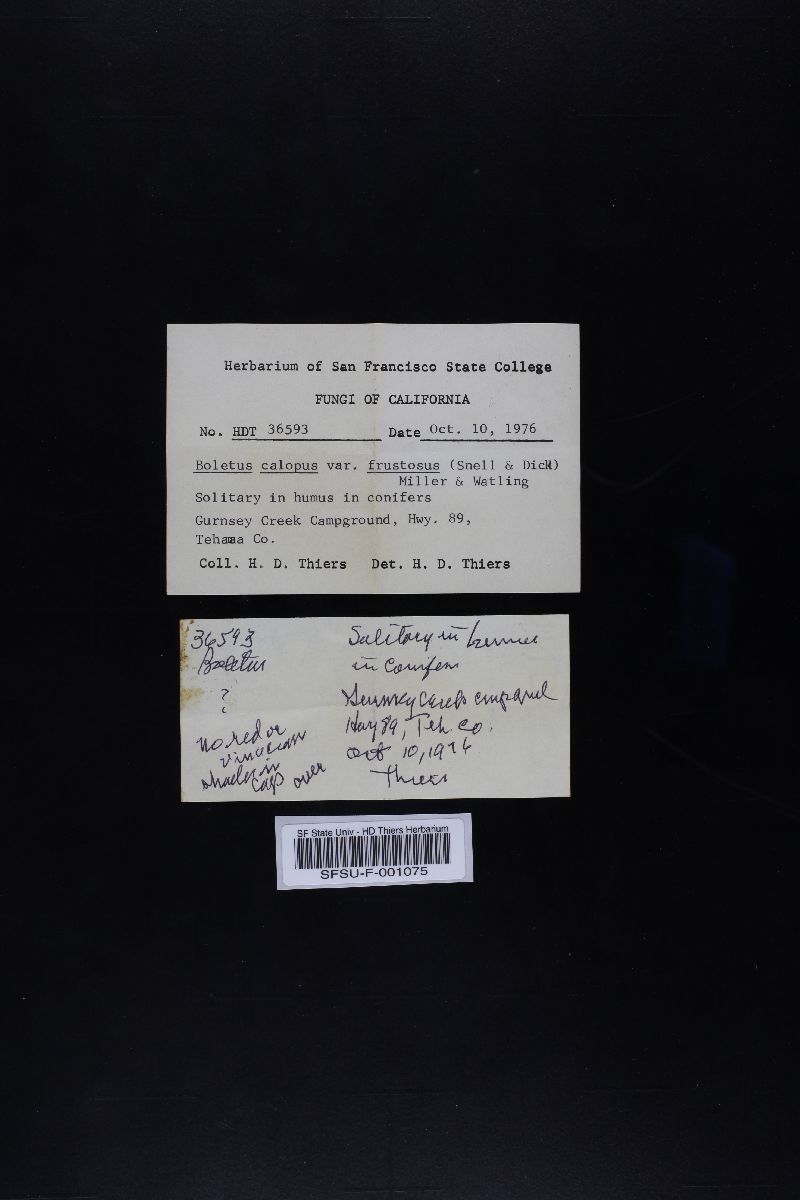 Herbarium of San Francisco State College
FUNGI OF CALIFORNIA
No. HDT 36593 Date Oct. 10, 1976
Boletus calopus var. frustosus (Snell & Dick)
Miller & Watling
Solitary in humus in conifers
Gurnsey Creek Campground, Hwy. 89,
Tehama Co.
Coll. H. D. Thiers Det. H. D. Thiers
36593
Boletus
?
?
no red or
vinaceous
shades in
cap over
Solitary in humus
in conifers
Gurnsey Creek
Hwy 89, Teh. Co.
Oct 10, 1976
Thiers
SF State Univ - HD Thiers Herbarium
SFSU-F-001075